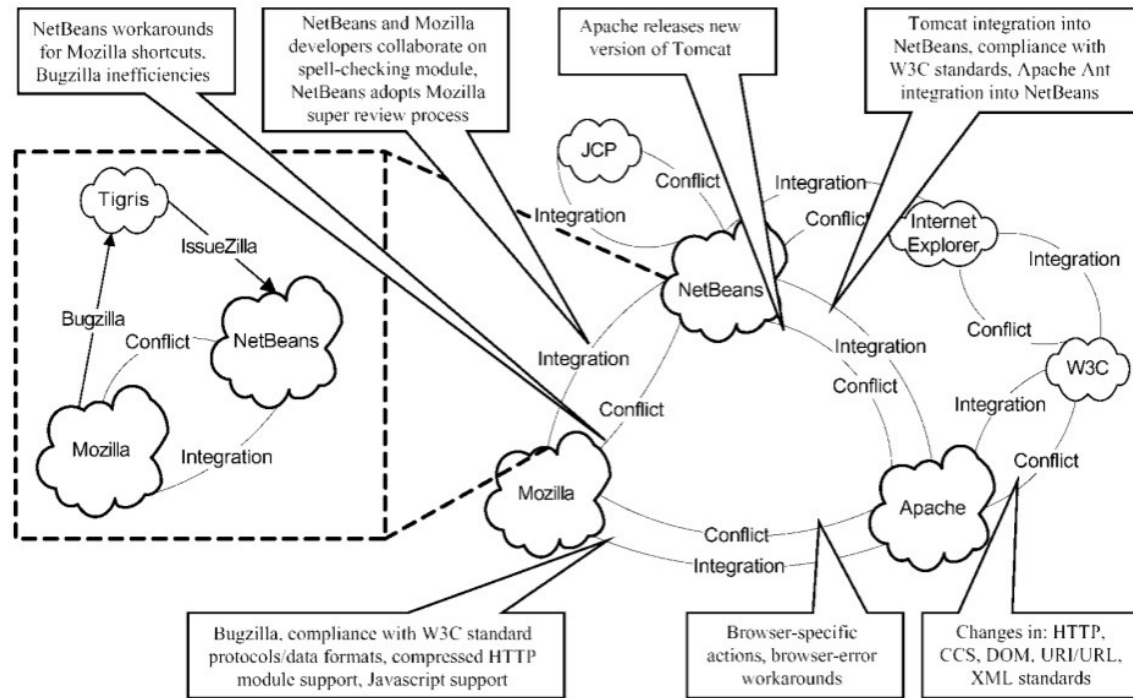 NetBeans workarounds
for Mozilla shortcuts,
Bugzilla inefficiencies
NetBeans and Mozilla
developers collaborate on
spell-checking module,
NetBeans adopts Mozilla
super review process
Apache releases new
version of Tomcat
Tomcat integration into
NetBeans, compliance with
W3C standards, Apache Ant
integration into NetBeans
Tigris
IssueZilla
Bugzilla
Conflict
NetBeans
Mozilla
Integration
JCP
Conflict
Integration
Integration
Conflict
Internet
Explorer
Integration
NetBeans
Conflict
W3C
Integration
Conflict
Integration
Conflict
Integration
Conflict
Mozilla
Apache
Conflict
Integration
Bugzilla, compliance with W3C standard
protocols/data formats, compressed HTTP
module support, Javascript support
Browser-specific
actions, browser-error
workarounds
Changes in: HTTP,
CCS, DOM, URI/URL,
XML standards